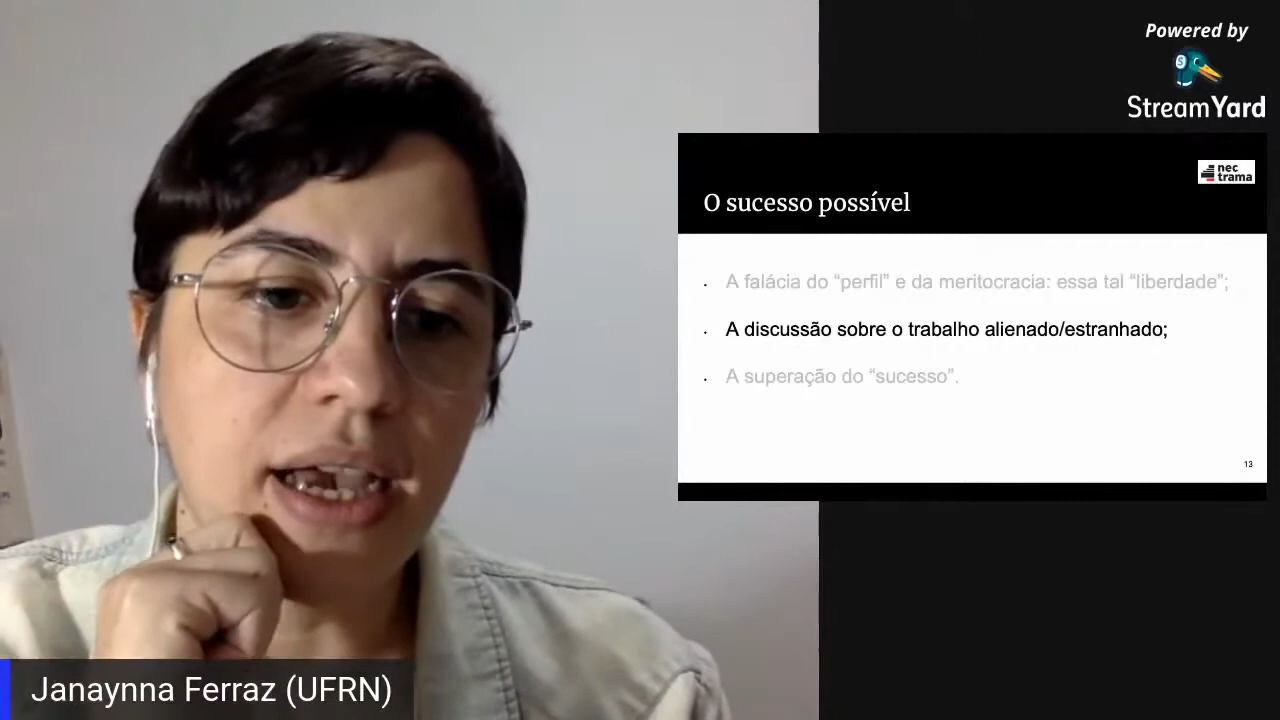 Powered by
S
StreamYard
nec
trama
O sucesso possível
A falácia do “perfil” e da meritocracia: essa tal “liberdade”;
A discussão sobre o trabalho alienado/estranhado;
A superação do “sucesso”.
13
Janaynna Ferraz (UFRN)